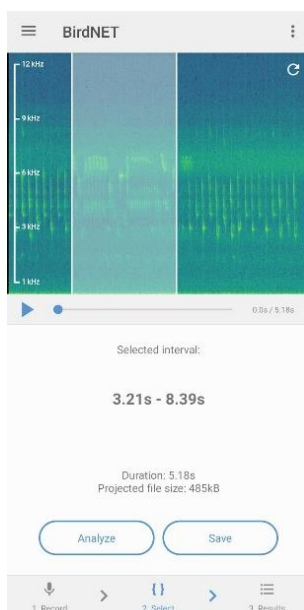 BirdNET
12 kHz
9 kHz
6 kHz
3 kHz
1 kHz
0.0s / 5.18s
Selected interval:
3.21s - 8.39s
Duration: 5.18s
Projected file size: 485kB
Analyze Save
1. Record 2. Select 3. Results